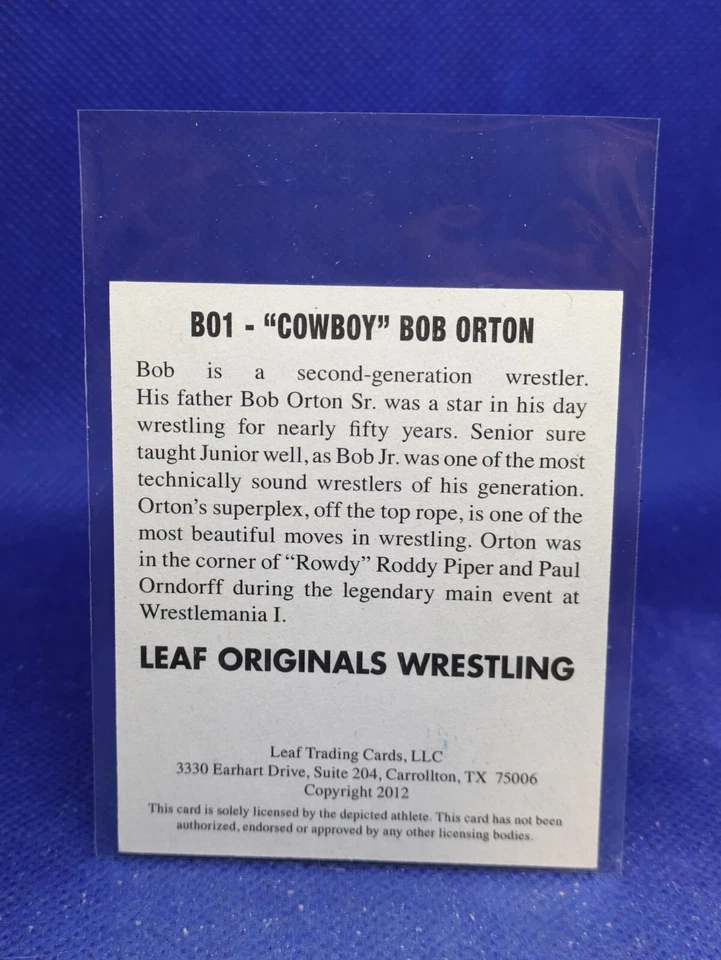 BO1 - “COWBOY” BOB ORTON
Bob is a second-generation wrestler.
His father Bob Orton Sr. was a star in his day
wrestling for nearly fifty years. Senior sure
taught Junior well, as Bob Jr. was one of the most
technically sound wrestlers of his generation.
Orton’s superplex, off the top rope, is one of the
most beautiful moves in wrestling. Orton was
in the corner of “Rowdy” Roddy Piper and Paul
Orndorff during the legendary main event at
Wrestlemania I.
LEAF ORIGINALS WRESTLING
Leaf Trading Cards, LLC
3330 Earhart Drive, Suite 204, Carrollton, TX 75006
Copyright 2012
This card is solely licensed by the depicted athlete. This card has not been
authorized, endorsed or approved by any other licensing bodies.